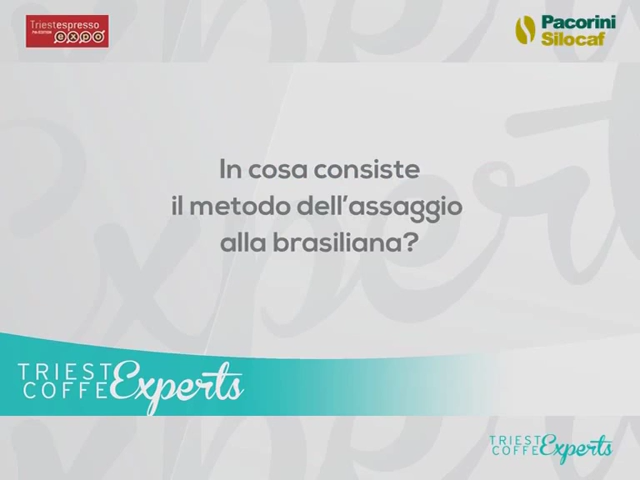 Triestespresso
expo
Pacorini
Silocaf
In cosa consiste
il metodo dell'assaggio
alla brasiliana?
TRIEST
COFFE Experts
TRIEST
COFFE Experts